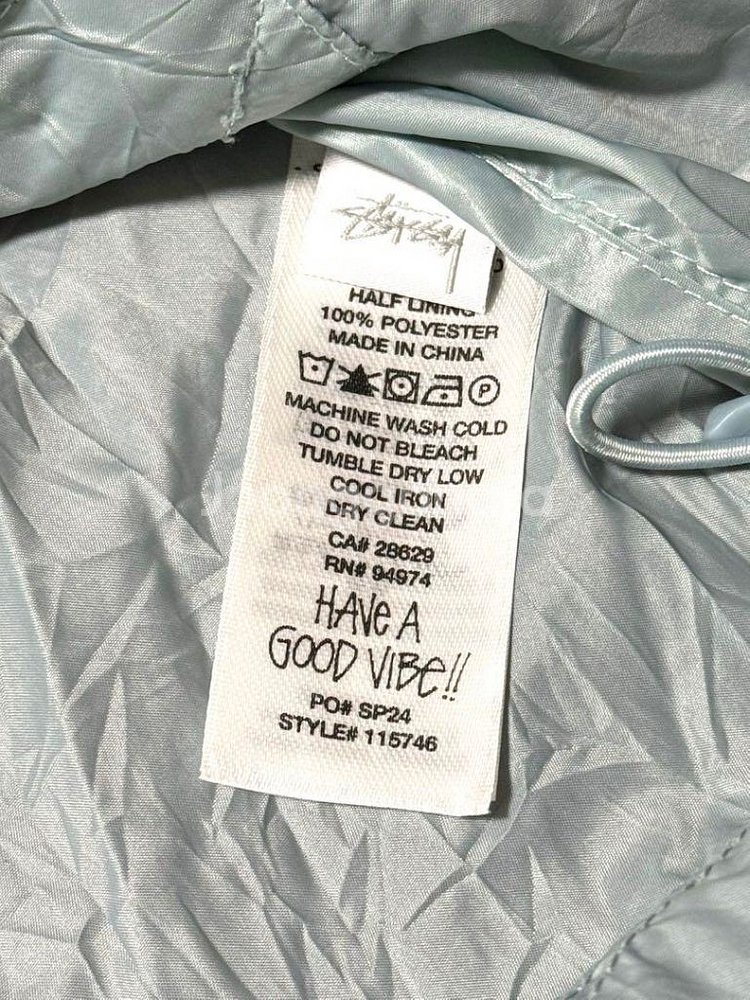 Stüssy
HALF LINING
100% POLYESTER
MADE IN CHINA
P
MACHINE WASH COLD
DO NOT BLEACH
TUMBLE DRY LOW
COOL IRON
DRY CLEAN
CA# 28629
RN# 94974
HAVE A
GOOD VIBE!!
PO# SP24
STYLE# 115746